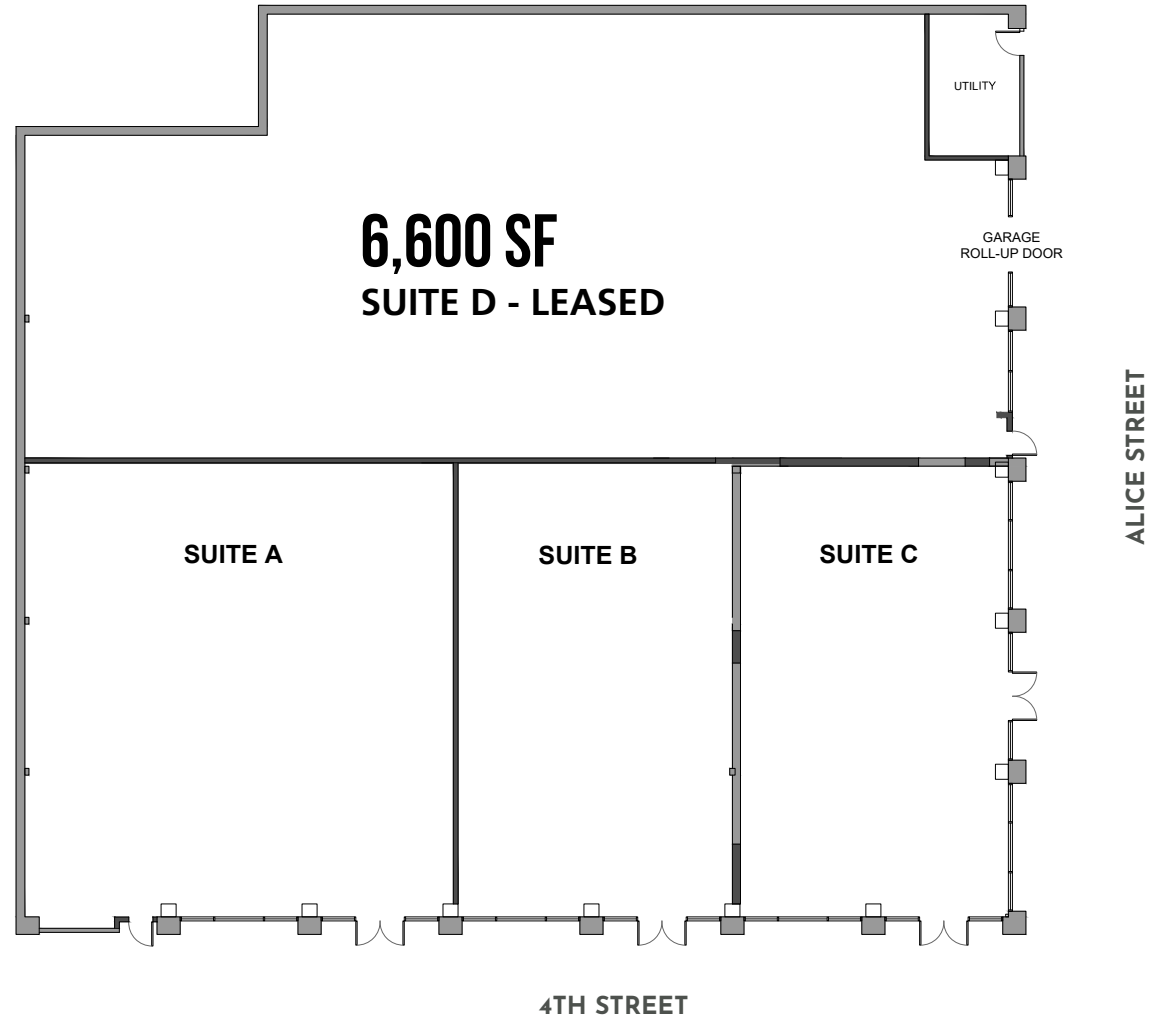 UTILITY
6,600 SF
SUITE D - LEASED
GARAGE
ROLL-UP DOOR
ALICE STREET
SUITE A
SUITE B
SUITE C
4TH STREET